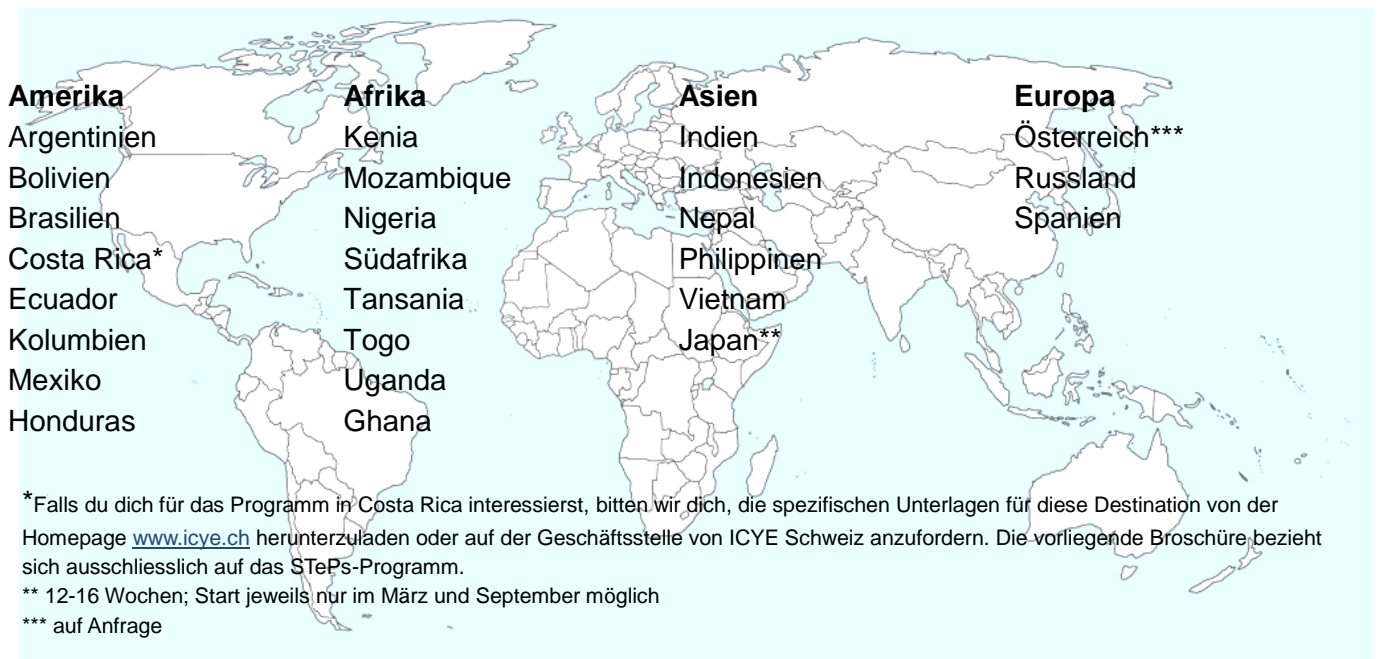 Amerika Afrika Asien Europa
Argentinien Kenia Indien Österreich***
Bolivien Mozambique Indonesien Russland
Brasilien Nigeria Nepal Spanien
Costa Rica* Südafrika Philippinen
Ecuador Tansania Vietnam
Kolumbien Togo Japan**
Mexiko Uganda
Honduras Ghana
*Falls du dich für das Programm in Costa Rica interessierst, bitten wir dich, die spezifischen Unterlagen für diese Destination von der
Homepage www.icye.ch herunterzuladen oder auf der Geschäftsstelle von ICYE Schweiz anzufordern. Die vorliegende Broschüre bezieht
sich ausschliesslich auf das STePs-Programm.
** 12-16 Wochen; Start jeweils nur im März und September möglich
*** auf Anfrage